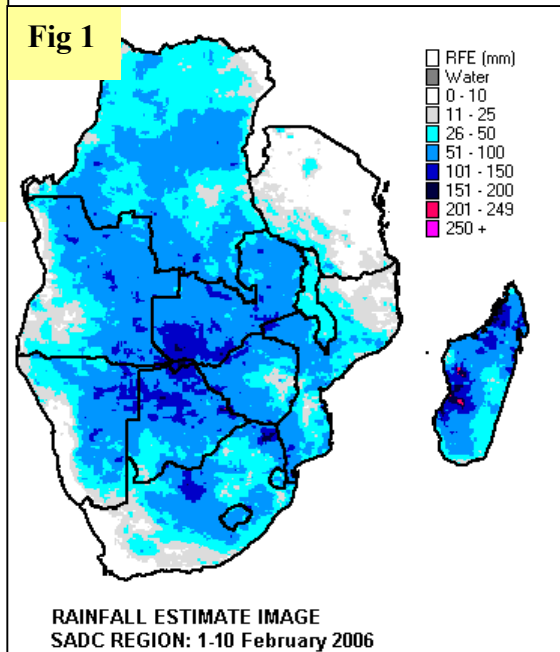 Fig 1
RFE (mm)
Water
0 - 10
11 - 25
26 - 50
51 - 100
101 - 150
151 - 200
201 - 249
250 +
RAINFALL ESTIMATE IMAGE
SADC REGION: 1-10 February 2006